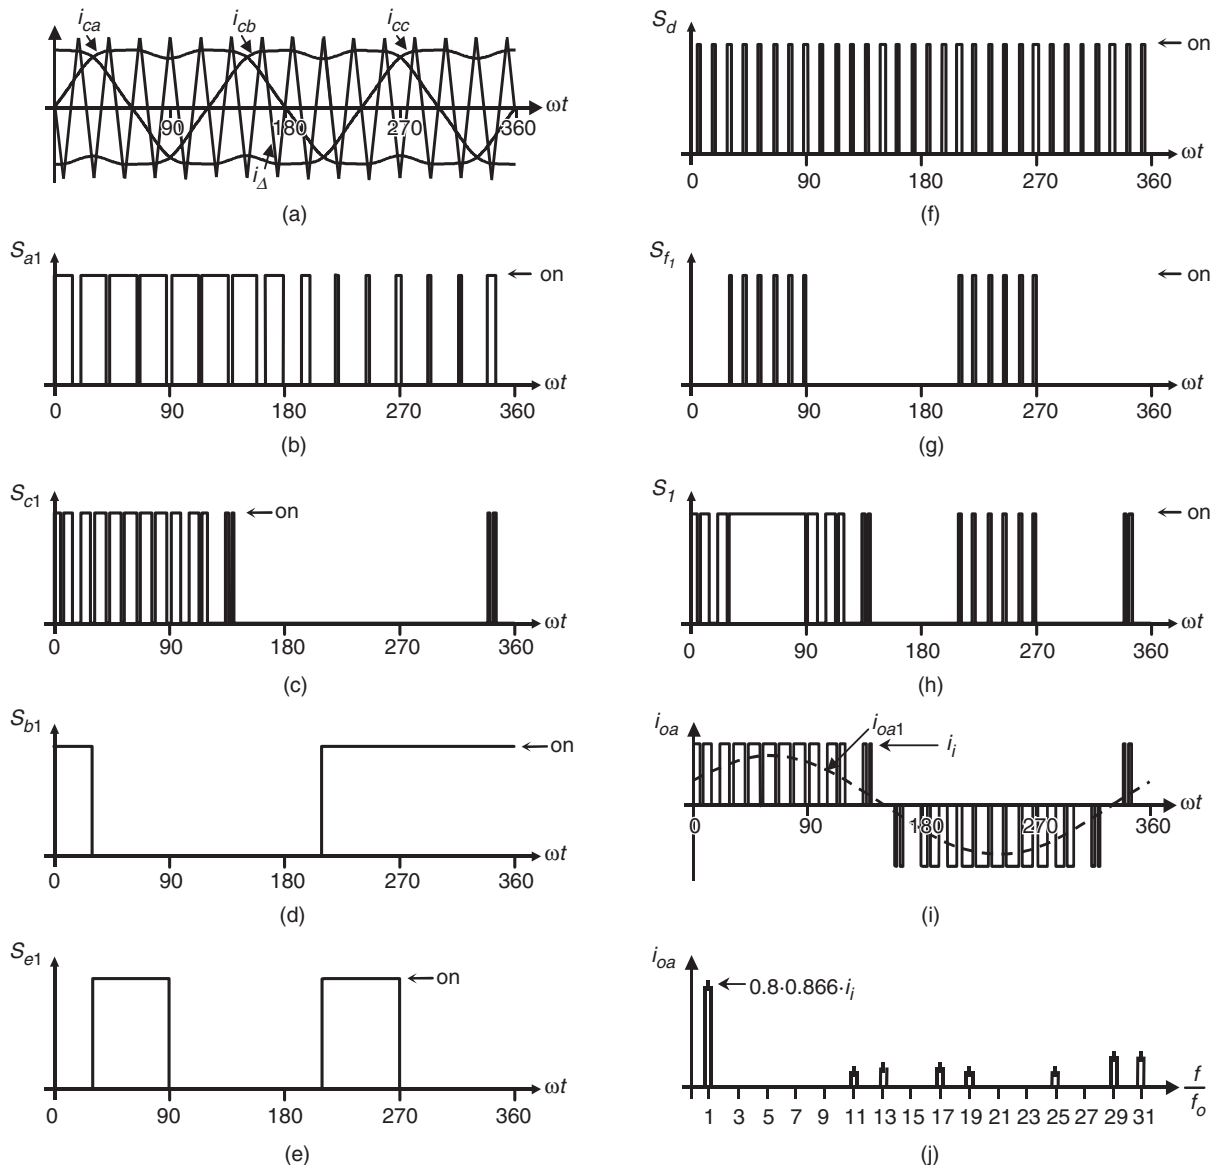 i_ca i_cb i_cc
ωt
90 180 270 360
i_Δ
(a)
S_a1
on
ωt
0 90 180 270 360
(b)
S_c1
on
ωt
0 90 180 270 360
(c)
S_b1
on
ωt
0 90 180 270 360
(d)
S_e1
on
ωt
0 90 180 270 360
(e)
S_d
on
ωt
0 90 180 270 360
(f)
S_f1
on
ωt
0 90 180 270 360
(g)
S_1
on
ωt
0 90 180 270 360
(h)
i_oa
i_oa1
i_i
ωt
0 90 180 270 360
(i)
i_oa
0.8·0.866·i_i
f
f_o
1 3 5 7 9 11 13 15 17 19 21 23 25 27 29 31
(j)